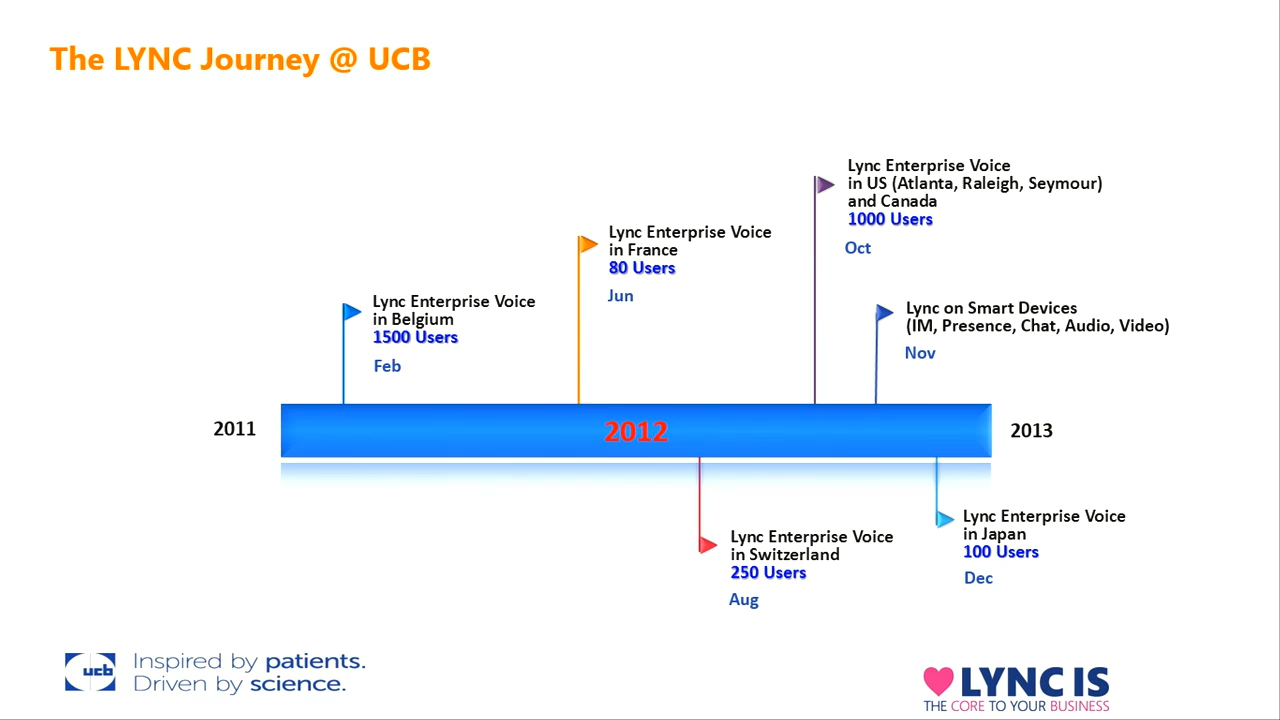 The LYNC Journey @ UCB
Lync Enterprise Voice
in US (Atlanta, Raleigh, Seymour)
and Canada
1000 Users
Oct
Lync Enterprise Voice
in France
80 Users
Jun
Lync Enterprise Voice
in Belgium
1500 Users
Feb
Lync on Smart Devices
(IM, Presence, Chat, Audio, Video)
Nov
2011
2012
2013
Lync Enterprise Voice
in Switzerland
250 Users
Aug
Lync Enterprise Voice
in Japan
100 Users
Dec
ucb
Inspired by patients.
Driven by science.
LYNC IS
THE CORE TO YOUR BUSINESS